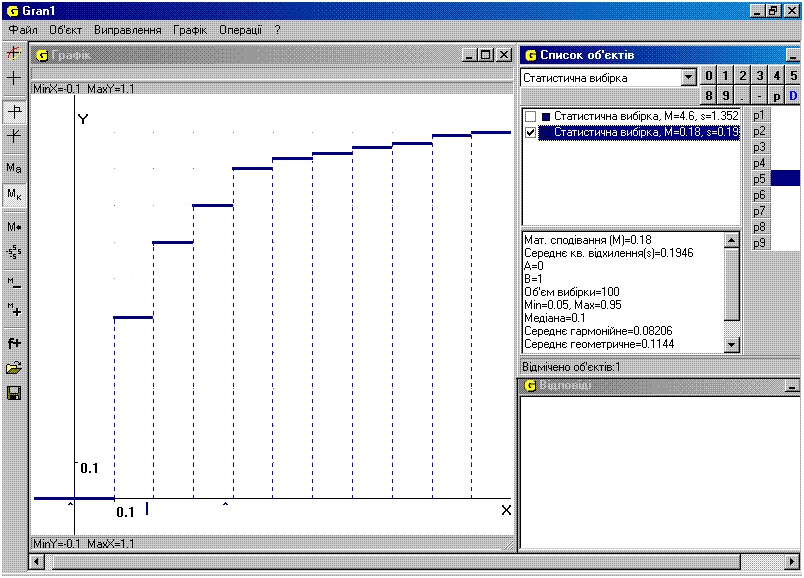 Gran1
Файл Об'єкт Виправлення Графік Операції ?
Графік
MinX=-0.1 MaxY=1.1
Y
0.1
0.1
X
MinY=-0.1 MaxX=1.1
Ма
Мк
М*
-555
М
М
+
f+
Список об'єктів
Статистична вибірка
0 1 2 3 4 5
8 9 . - p D
Статистична вибірка, M=4.6, s=1.352
Статистична вибірка, M=0.18, s=0.19
p1
p2
p3
p4
p5
p6
p7
p8
p9
Мат. сподівання (M)=0.18
Середнє кв. відхилення(s)=0.1946
A=0
B=1
Об'єм вибірки=100
Min=0.05, Max=0.95
Медіана=0.1
Середнє гармонійне=0.08206
Середнє геометричне=0.1144
Відмічено об'єктів:1
Відповіді